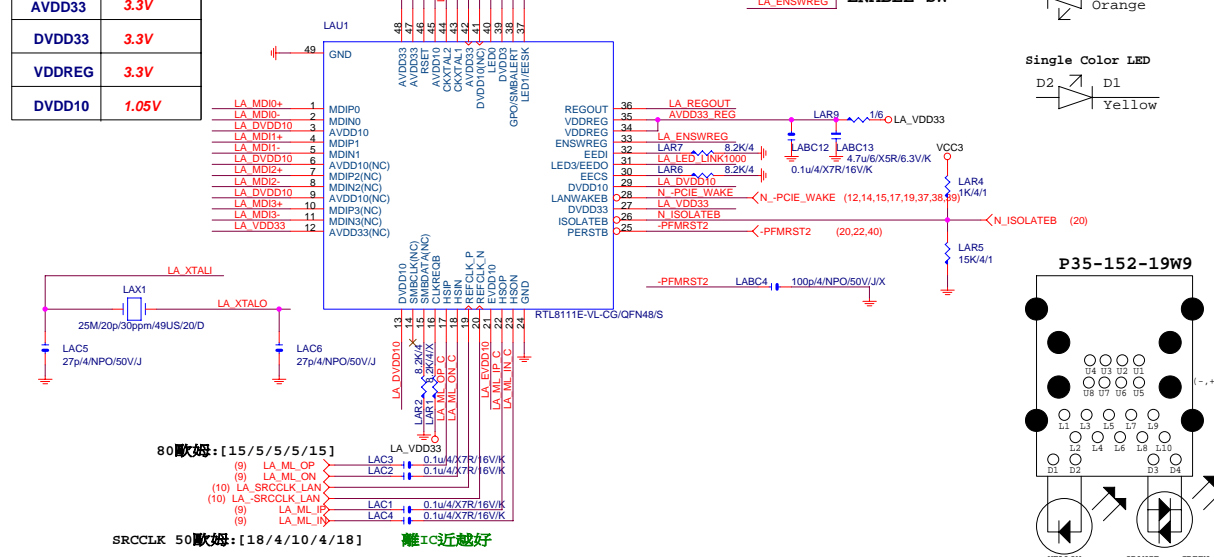 AVDD33 3.3V
DVDD33 3.3V
VDDREG 3.3V
DVDD10 1.05V
LA_ENSWREG
Orange
Single Color LED
D2 D1
Yellow
LAU1
48 47 46 45 44 43 42 41 40 39 38 37
AVDD33
AVDD33
RSET
AVDD10
CKXTAL2
CKXTAL1
AVDD33
DVDD10(NC)
LED0
DVDD3
GPO/SMBALERT
LED1/EESK
49 GND
LA_MDI0+ 1 MDIP0
LA_MDI0- 2 MDIN0
LA_DVDD10 3 AVDD10
LA_MDI1+ 4 MDIP1
LA_MDI1- 5 MDIN1
LA_DVDD10 6 AVDD10(NC)
LA_MDI2+ 7 MDIP2(NC)
LA_MDI2- 8 MDIN2(NC)
LA_DVDD10 9 AVDD10(NC)
LA_MDI3+ 10 MDIP3(NC)
LA_MDI3- 11 MDIN3(NC)
LA_VDD33 12 AVDD33(NC)
REGOUT 36 LA_REGOUT
VDDREG 35 AVDD33_REG
VDDREG 34
ENSWREG 33 LA_ENSWREG
EEDI 32 LAR7 8.2K/4
LED3/EEDO 31 LA_LED_LINK1000
EECS 30 LAR6 8.2K/4
DVDD10 29 LA_DVDD10
LANWAKEB 28 N_-PCIE_WAKE N_-PCIE_WAKE (12,14,15,17,19,37,38,39)
DVDD33 27 LA_VDD33
ISOLATEB 26 N_ISOLATEB N_ISOLATEB (20)
PERSTB 25 -PFMRST2 -PFMRST2 (20,22,40)
LAR9 1/6 LA_VDD33
LABC12
0.1u/4/X7R/16V/K
LABC13
4.7u/6/X5R/6.3V/K
VCC3
LAR4
1K/4/1
LAR5
15K/4/1
-PFMRST2 LABC4 100p/4/NPO/50V/J/X
DVDD10
SMBCLK(NC)
SMBDATA(NC)
CLKREQB
HSIP
HSIN
REFCLK_P
REFCLK_N
EVDD10
HSOP
HSON
GND
RTL8111E-VL-CG/QFN48/S
13 14 15 16 17 18 19 20 21 22 23 24
LA_DVDD10
LAR2 8.2K/4
LAR1 8.2K/4/X
LA_ML_OP_C
LA_ML_ON_C
LA_EVDD10
LA_ML_IP_C
LA_ML_IN_C
LA_VDD33
LA_XTALI
LAX1
LA_XTALO
25M/20p/30ppm/49US/20/D
LAC5
27p/4/NPO/50V/J
LAC6
27p/4/NPO/50V/J
80歐姆:[15/5/5/5/15]
(9) LA_ML_OP LAC3 0.1u/4/X7R/16V/K
(9) LA_ML_ON LAC2 0.1u/4/X7R/16V/K
(10) LA_SRCCLK_LAN
(10) LA_-SRCCLK_LAN
(9) LA_ML_IP LAC1 0.1u/4/X7R/16V/K
(9) LA_ML_IN LAC4 0.1u/4/X7R/16V/K
SRCCLK 50歐姆:[18/4/10/4/18]
離IC近越好
P35-152-19W9
U4 U3 U2 U1
U8 U7 U6 U5
L1 L3 L5 L7 L9
L2 L4 L6 L8 L10
D1 D2 D3 D4
(-,+